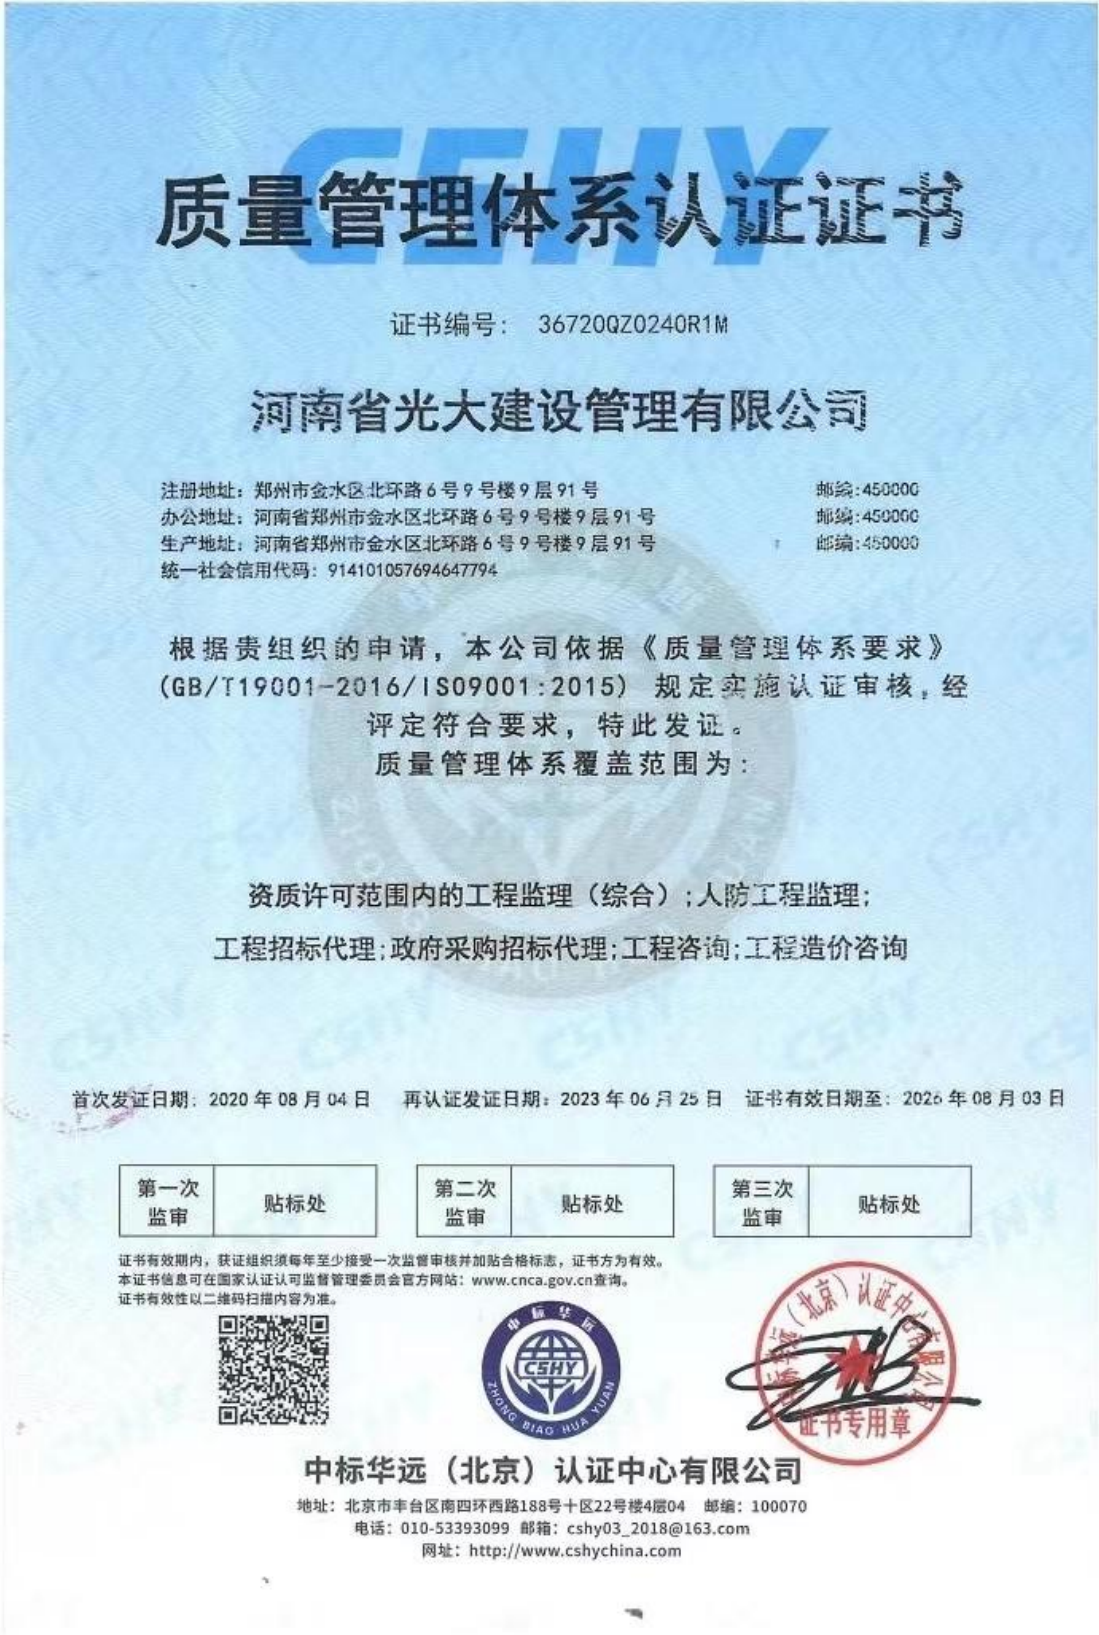 CSHY
质量管理体系认证证书
证书编号： 36720QZ0240R1M
河南省光大建设管理有限公司
注册地址：郑州市金水区北环路6号9号楼9层91号 邮编:450000
办公地址：河南省郑州市金水区北环路6号9号楼9层91号 邮编:450000
生产地址：河南省郑州市金水区北环路6号9号楼9层91号 邮编:450000
统一社会信用代码：914101057694647794
根据贵组织的申请，本公司依据《质量管理体系要求》
(GB/T19001-2016/ISO9001:2015) 规定实施认证审核，经
评定符合要求，特此发证。
质量管理体系覆盖范围为：
资质许可范围内的工程监理（综合）;人防工程监理;
工程招标代理;政府采购招标代理;工程咨询;工程造价咨询
首次发证日期：2020年08月04日 再认证发证日期：2023年06月25日 证书有效日期至：2026年08月03日
第一次
监审
贴标处
第二次
监审
贴标处
第三次
监审
贴标处
证书有效期内，获证组织须每年至少接受一次监督审核并加贴合格标志，证书方为有效。
本证书信息可在国家认证认可监督管理委员会官方网站：www.cnca.gov.cn查询。
证书有效性以二维码扫描内容为准。
中标华远
CSHY
ZHONG BIAO HUA YUAN
中标华远（北京）认证中心有限公司
证书专用章
中标华远（北京）认证中心有限公司
地址：北京市丰台区南四环西路188号十区22号楼4层04 邮编：100070
电话：010-53393099 邮箱：cshy03_2018@163.com
网址：http://www.cshychina.com